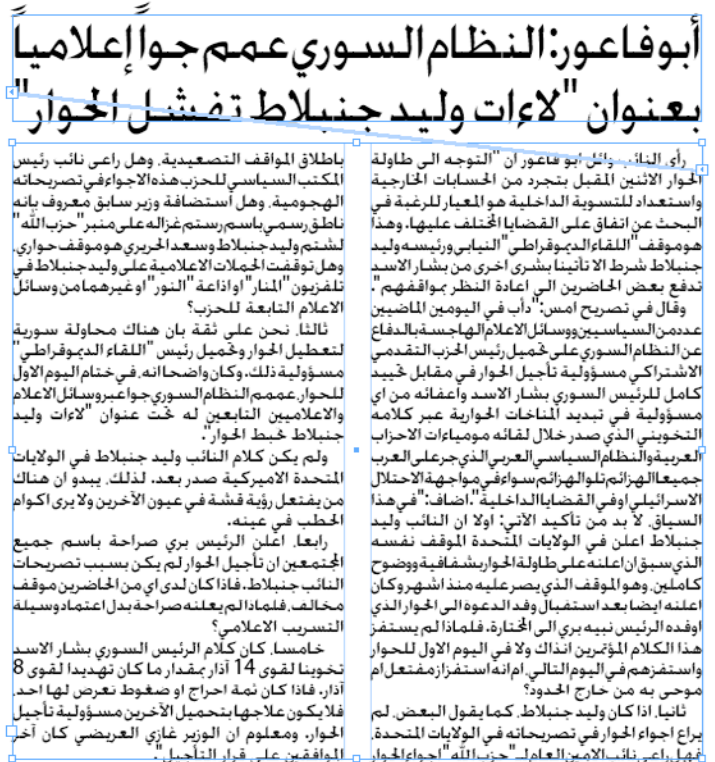 أبو فاعور: النظام السوري عمم جواً إعلامياً
بعنوان "لاءات وليد جنبلاط تفشل الحوار"
رأى النائب وائل ابو فاعور ان "التوجه الى طاولة
الحوار الاثنين المقبل بتجرد من الحسابات الخارجية
واستعداد للتسوية الداخلية هو المعيار للرغبة في
البحث عن اتفاق على القضايا المختلف عليها، وهذا
هو موقف "اللقاء الديموقراطي" النيابي ورئيسه وليد
جنبلاط شرط الا تأتينا بشرى اخرى من بشار الاسد
تدفع بعض الحاضرين الى اعادة النظر بمواقفهم".
وقال في تصريح امس: "دأب في اليومين الماضيين
عدد من السياسيين ووسائل الاعلام الهاجسة بالدفاع
عن النظام السوري على تحميل رئيس الحزب التقدمي
الاشتراكي مسؤولية تأجيل الحوار في مقابل تحييد
كامل للرئيس السوري بشار الاسد واعفائه من اي
مسؤولية في تبديد المناخات الحوارية عبر كلامه
التخويني الذي صدر خلال لقائه مومياءات الاحزاب
العربية والنظام السياسي العربي الذي جر على العرب
جميعا الهزائم تلو الهزائم سواء في مواجهة الاحتلال
الاسرائيلي او في القضايا الداخلية". اضاف: "في هذا
السياق، لا بد من تأكيد الآتي: اولا ان النائب وليد
جنبلاط اعلن في الولايات المتحدة الموقف نفسه
الذي سبق ان اعلنه على طاولة الحوار بشفافية ووضوح
كاملين، وهو الموقف الذي يصر عليه منذ اشهر وكان
اعلنه ايضا بعد استقبال وفد الدعوة الى الحوار الذي
اوفده الرئيس نبيه بري الى المختارة، فلماذا لم يستفز
هذا الكلام المؤتمرين انذاك ولا في اليوم الاول للحوار
واستفزهم في اليوم التالي، ام انه استفزاز مفتعل ام
موحى به من خارج الحدود؟
ثانيا، اذا كان وليد جنبلاط، كما يقول البعض، لم
يراع اجواء الحوار في تصريحاته في الولايات المتحدة،
فهل راعى نائب الامين العام لـ"حزب الله" اجواء الحوار
باطلاق المواقف التصعيدية، وهل راعى نائب رئيس
المكتب السياسي للحزب هذه الاجواء في تصريحاته
الهجومية، وهل استضافة وزير سابق معروف بانه
ناطق رسمي باسم رستم غزاله على منبر "حزب الله"
لشتم وليد جنبلاط وسعد الحريري هو موقف حواري،
وهل توقفت الحملات الاعلامية على وليد جنبلاط في
تلفزيون "المنار" او اذاعة "النور" او غيرهما من وسائل
الاعلام التابعة للحزب؟
ثالثا، نحن على ثقة بان هناك محاولة سورية
لتعطيل الحوار وتحميل رئيس "اللقاء الديموقراطي"
مسؤولية ذلك، وكان واضحا انه، في ختام اليوم الاول
للحوار، عمم النظام السوري جوا عبر وسائل الاعلام
والاعلاميين التابعين له تحت عنوان "لاءات وليد
جنبلاط تحبط الحوار".
ولم يكن كلام النائب وليد جنبلاط في الولايات
المتحدة الاميركية صدر بعد، لذلك، يبدو ان هناك
من يفتعل رؤية قشة في عيون الآخرين ولا يرى اكوام
الحطب في عينه.
رابعا، اعلن الرئيس بري صراحة باسم جميع
المجتمعين ان تأجيل الحوار لم يكن بسبب تصريحات
النائب جنبلاط، فاذا كان لدى اي من الحاضرين موقف
مخالف، فلماذا لم يعلنه صراحة بدل اعتماد وسيلة
التسريب الاعلامي؟
خامسا، كان كلام الرئيس السوري بشار الاسد
تخوينا لقوى 14 آذار بمقدار ما كان تهديدا لقوى 8
آذار، فاذا كان ثمة احراج او ضغوط تعرض لها احد،
فلا يكون علاجها بتحميل الآخرين مسؤولية تأجيل
الحوار، ومعلوم ان الوزير غازي العريضي كان آخر
الموافقين على قرار التأجيل".